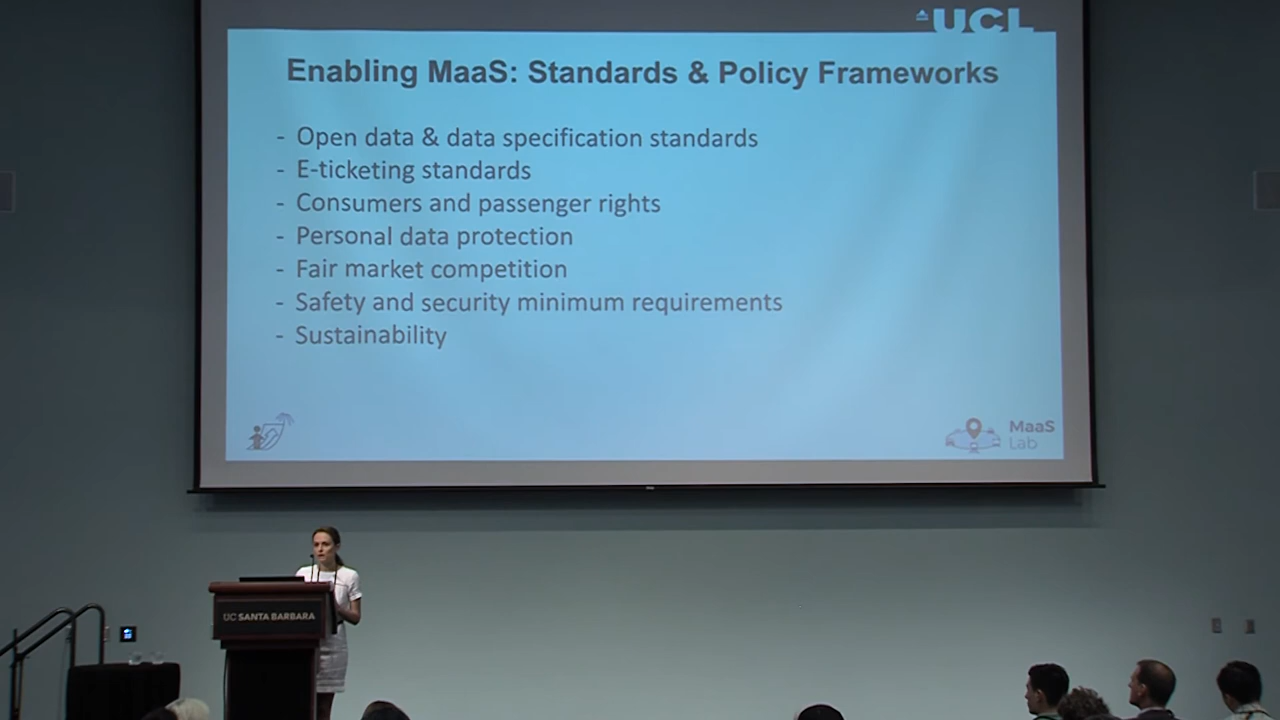 UCL
Enabling MaaS: Standards & Policy Frameworks
- Open data & data specification standards
- E-ticketing standards
- Consumers and passenger rights
- Personal data protection
- Fair market competition
- Safety and security minimum requirements
- Sustainability
MaaS
Lab
UC SANTA BARBARA